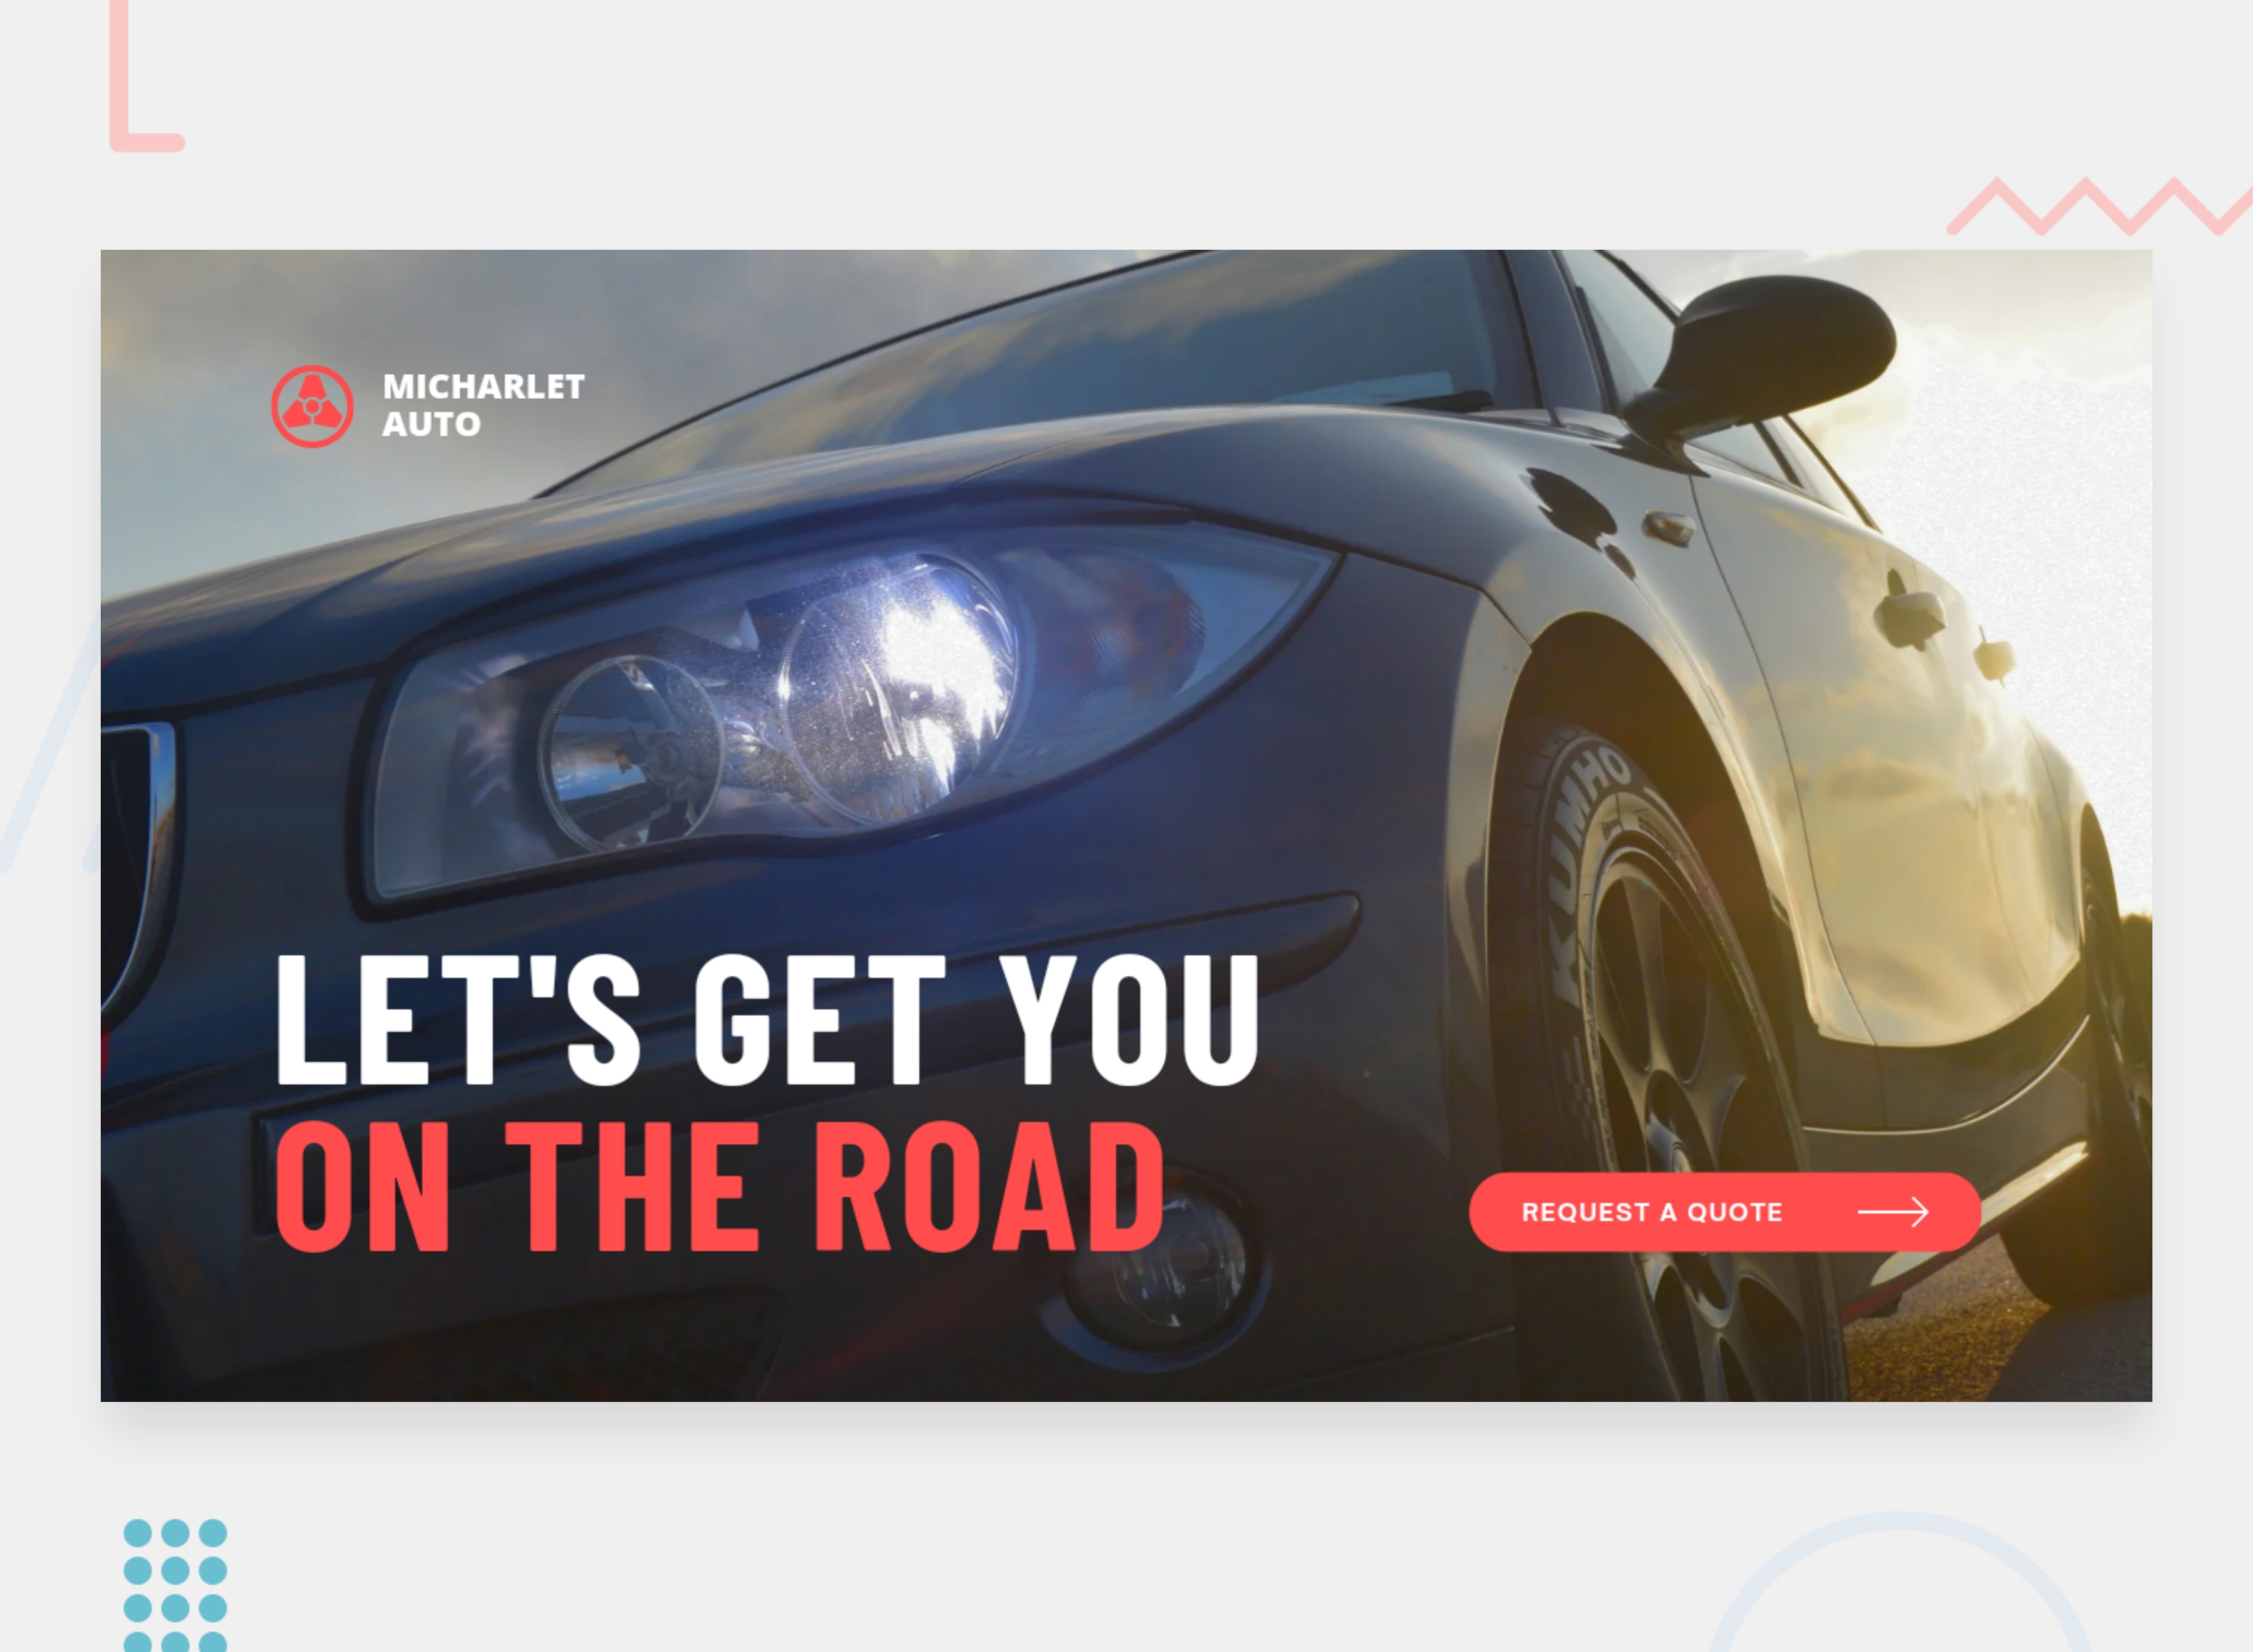 MICHARLET
AUTO
KUMHO
LET'S GET YOU
ON THE ROAD
REQUEST A QUOTE